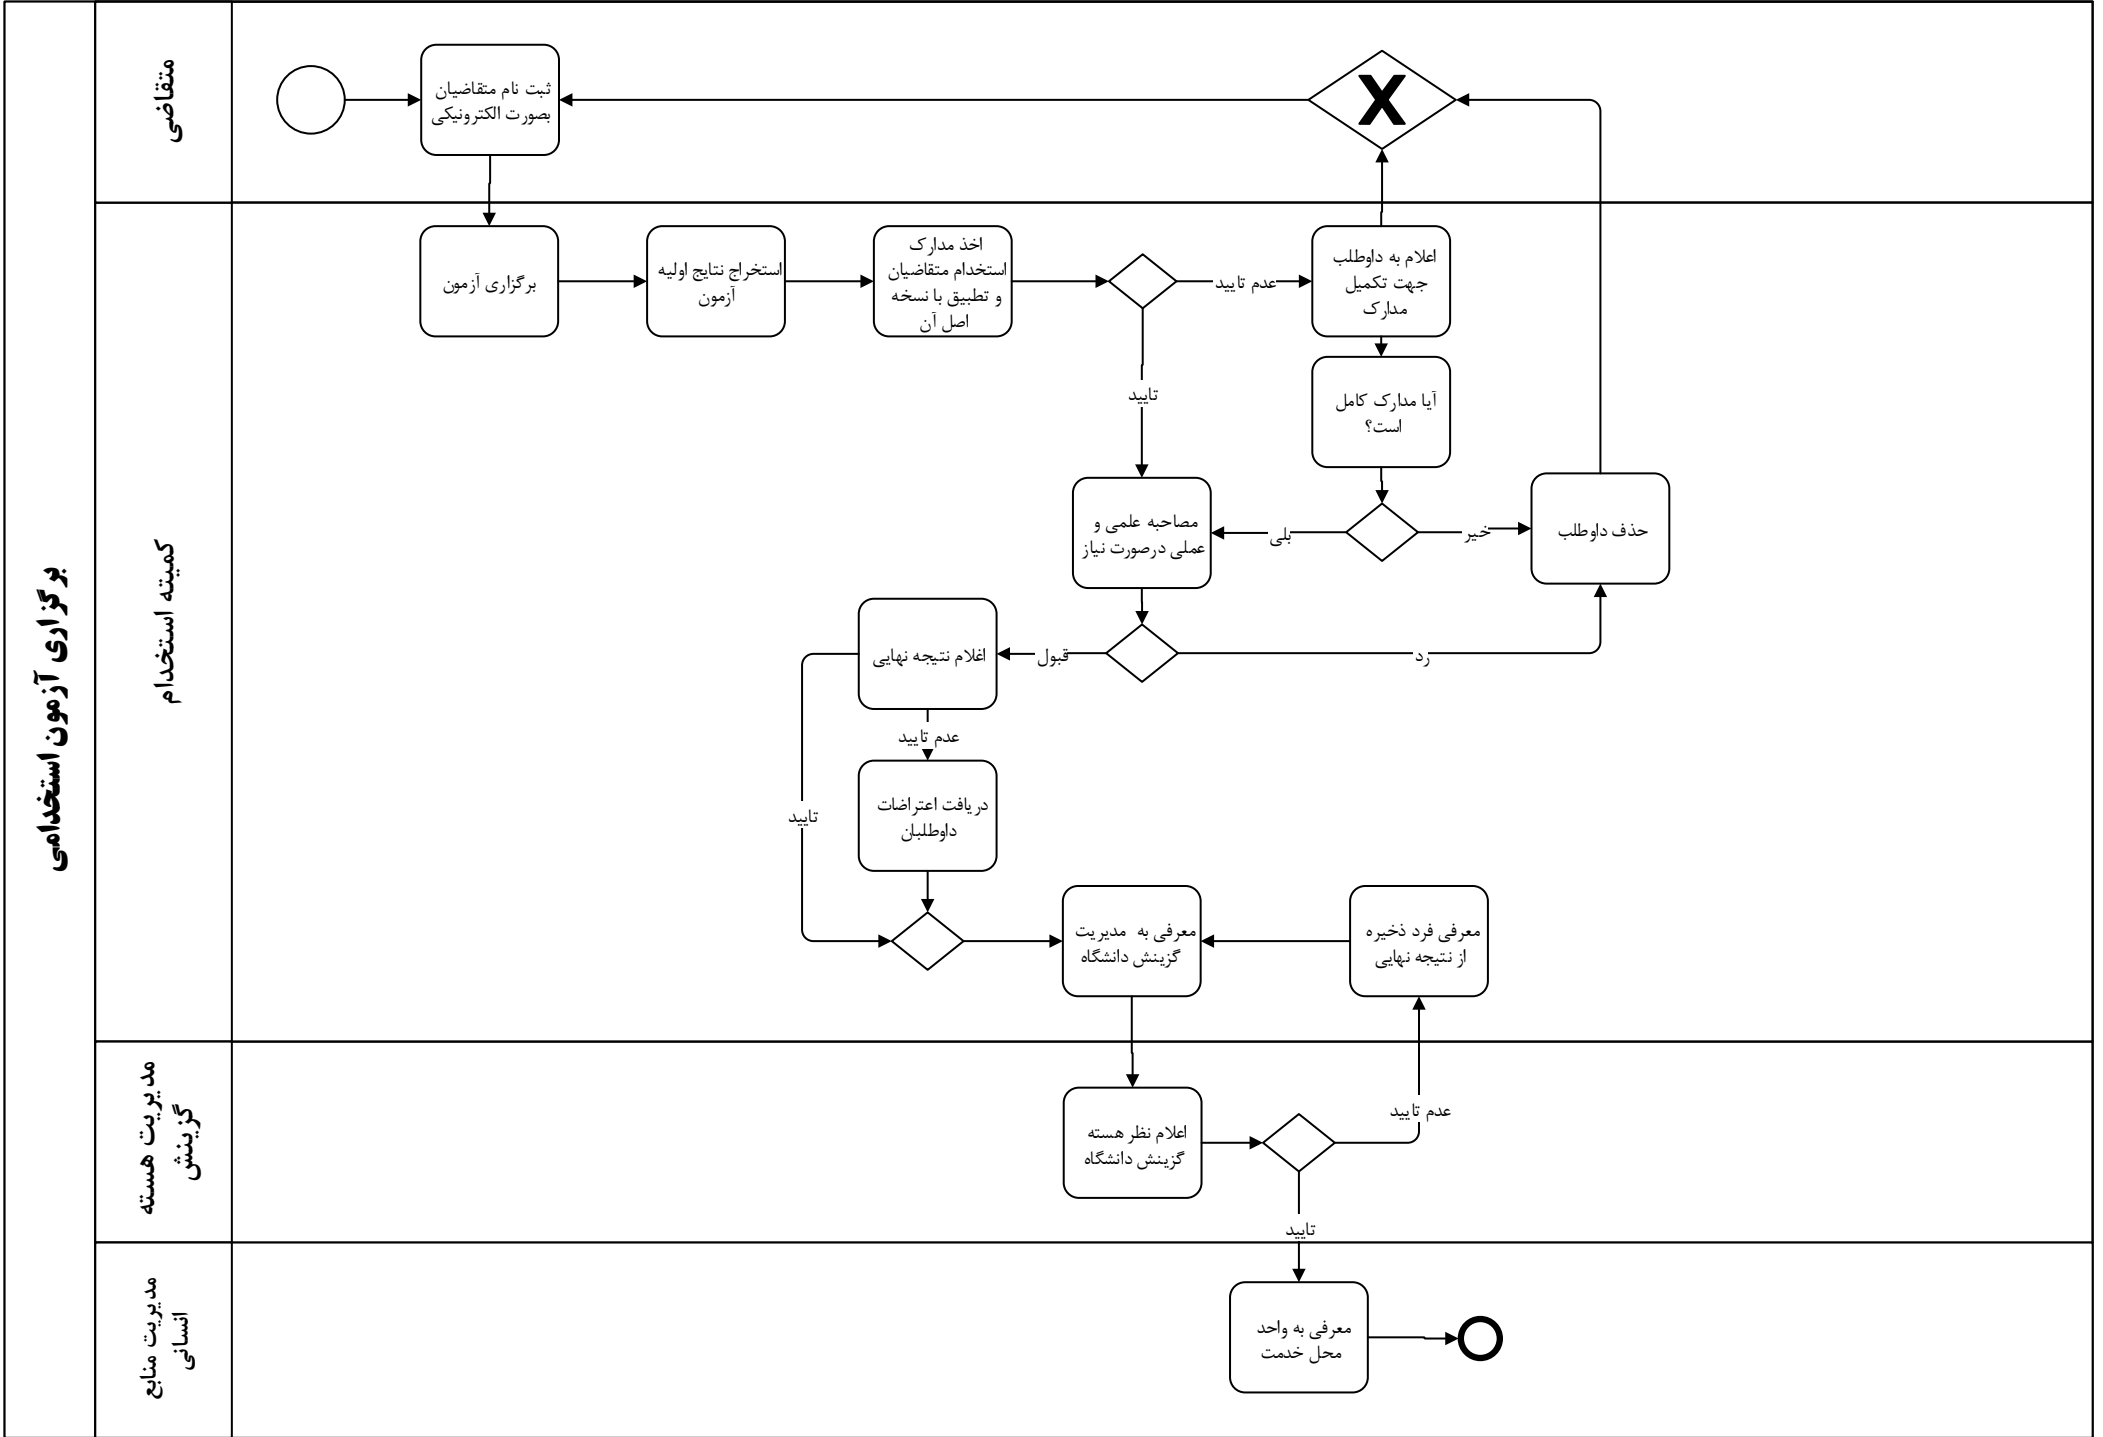 برگزاری آزمون استخدامی
متقاضی
ثبت نام متقاضیان
بصورت الکترونیکی
X
کمیته استخدام
برگزاری آزمون
استخراج نتایج اولیه
آزمون
اخذ مدارک
استخدام متقاضیان
و تطبیق با نسخه
اصل آن
عدم تایید
اعلام به داوطلب
جهت تکمیل
مدارک
تایید
آیا مدارک کامل
است؟
مصاحبه علمی و
عملی درصورت نیاز
بلی
خیر
حذف داوطلب
اغلام نتیجه نهایی
قبول
رد
عدم تایید
تایید
دریافت اعتراضات
داوطلبان
معرفی به مدیریت
گزینش دانشگاه
معرفی فرد ذخیره
از نتیجه نهایی
مدیریت هسته
گزینش
اعلام نظر هسته
گزینش دانشگاه
عدم تایید
تایید
مدیریت منابع
انسانی
معرفی به واحد
محل خدمت